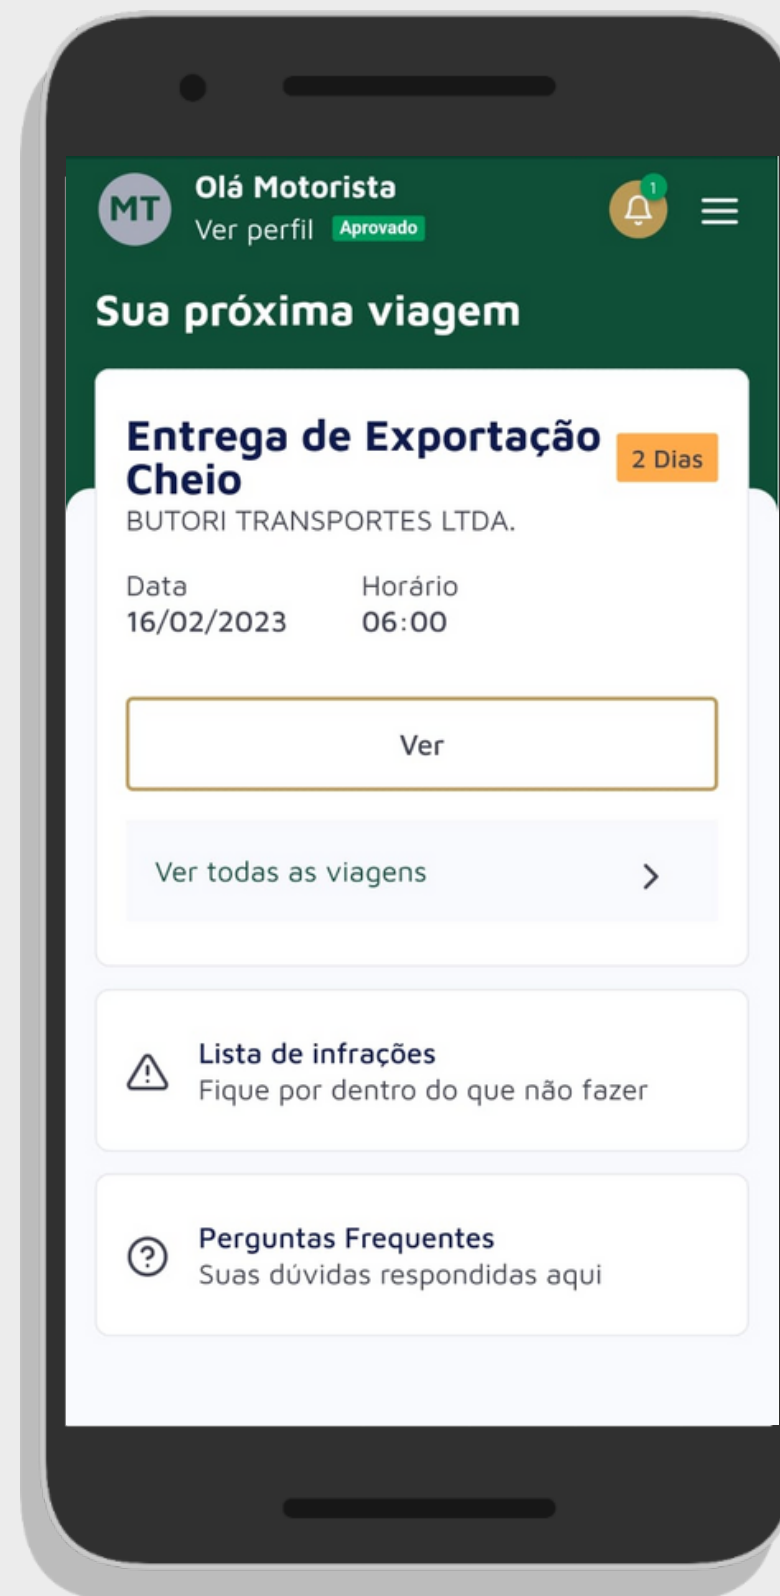 MT
Olá Motorista
Ver perfil Aprovado
1
Sua próxima viagem
Entrega de Exportação
Cheio
2 Dias
BUTORI TRANSPORTES LTDA.
Data Horário
16/02/2023 06:00
Ver
Ver todas as viagens
Lista de infrações
Fique por dentro do que não fazer
Perguntas Frequentes
Suas dúvidas respondidas aqui